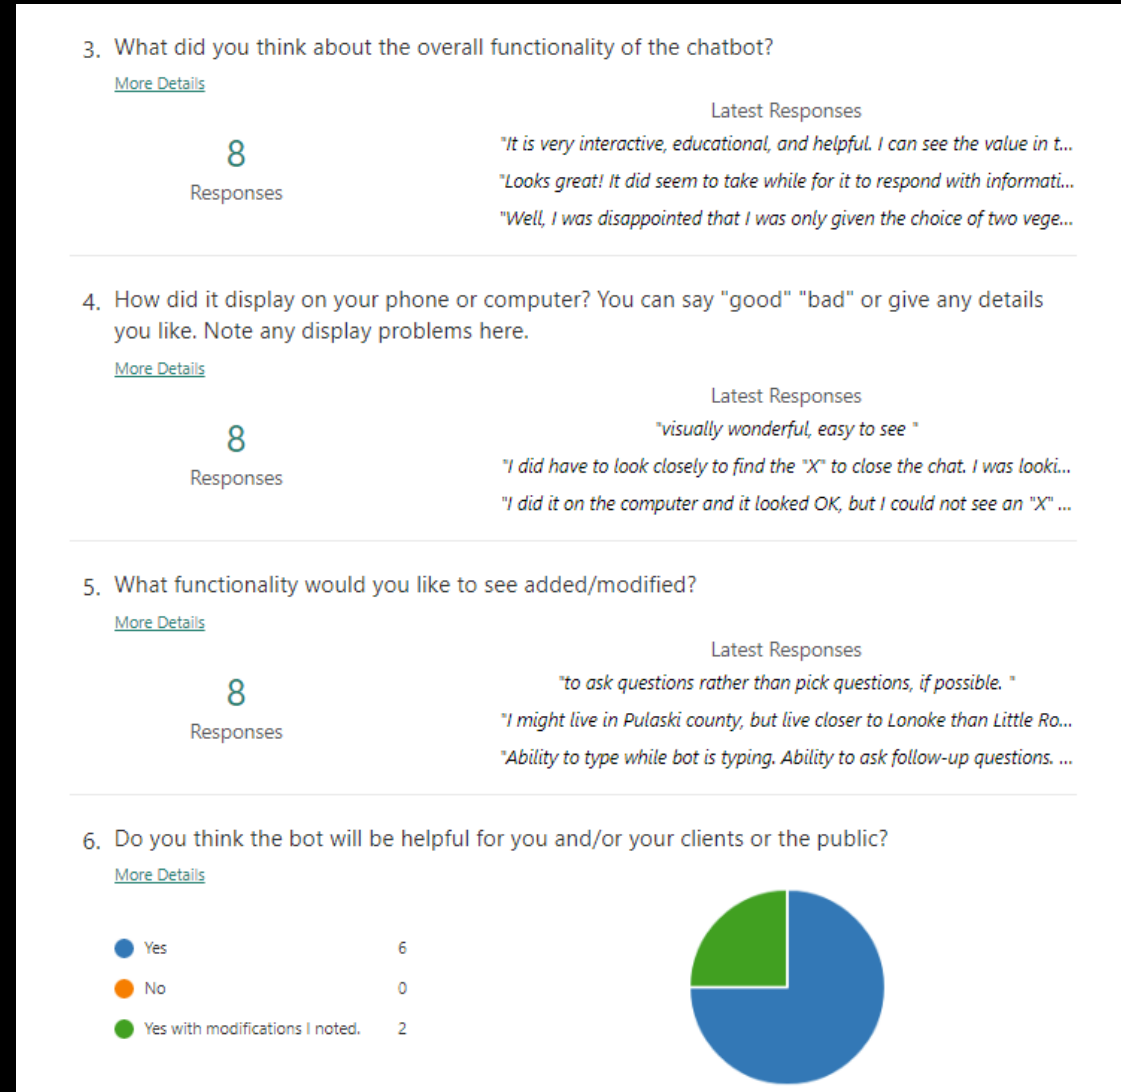 3. What did you think about the overall functionality of the chatbot?
More Details
8
Responses
Latest Responses
"It is very interactive, educational, and helpful. I can see the value in t...
"Looks great! It did seem to take while for it to respond with informati...
"Well, I was disappointed that I was only given the choice of two vege...
4. How did it display on your phone or computer? You can say "good" "bad" or give any details
you like. Note any display problems here.
More Details
8
Responses
Latest Responses
"visually wonderful, easy to see "
"I did have to look closely to find the "X" to close the chat. I was looki...
"I did it on the computer and it looked OK, but I could not see an "X" ...
5. What functionality would you like to see added/modified?
More Details
8
Responses
Latest Responses
"to ask questions rather than pick questions, if possible. "
"I might live in Pulaski county, but live closer to Lonoke than Little Ro...
"Ability to type while bot is typing. Ability to ask follow-up questions. ...
6. Do you think the bot will be helpful for you and/or your clients or the public?
More Details
Yes 6
No 0
Yes with modifications I noted. 2